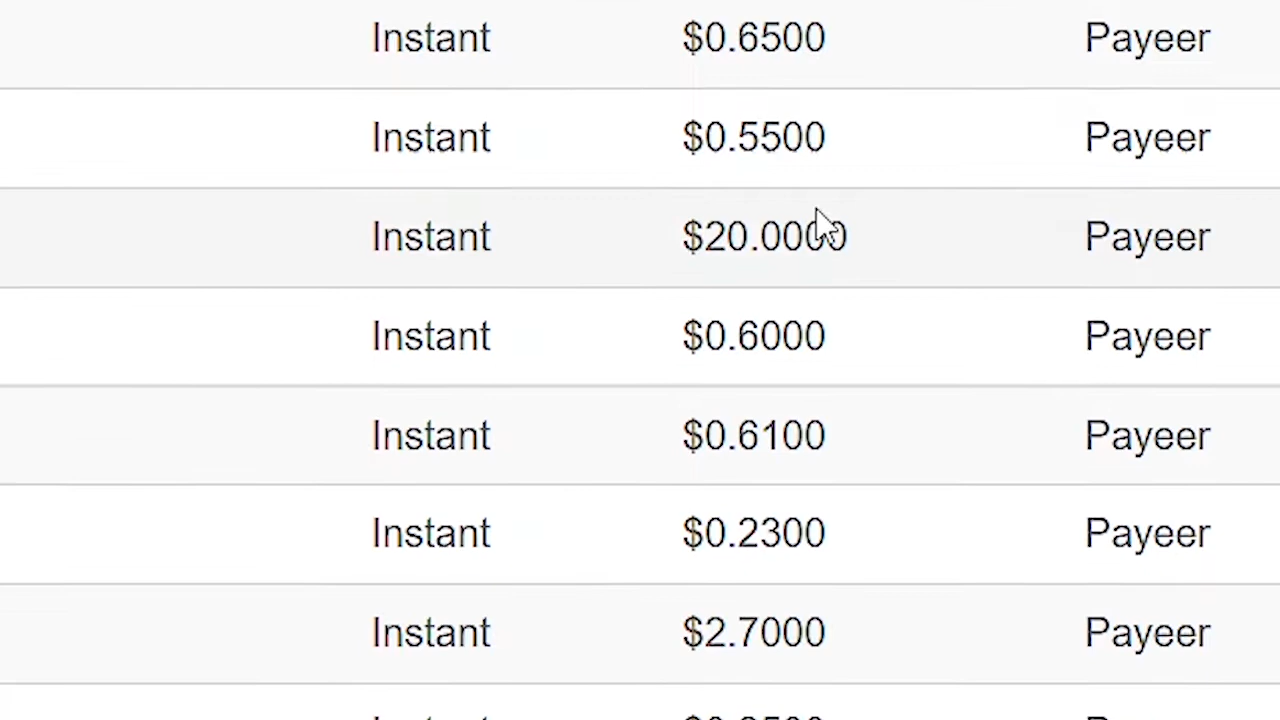 Instant $0.6500 Payeer
Instant $0.5500 Payeer
Instant $20.0000 Payeer
Instant $0.6000 Payeer
Instant $0.6100 Payeer
Instant $0.2300 Payeer
Instant $2.7000 Payeer